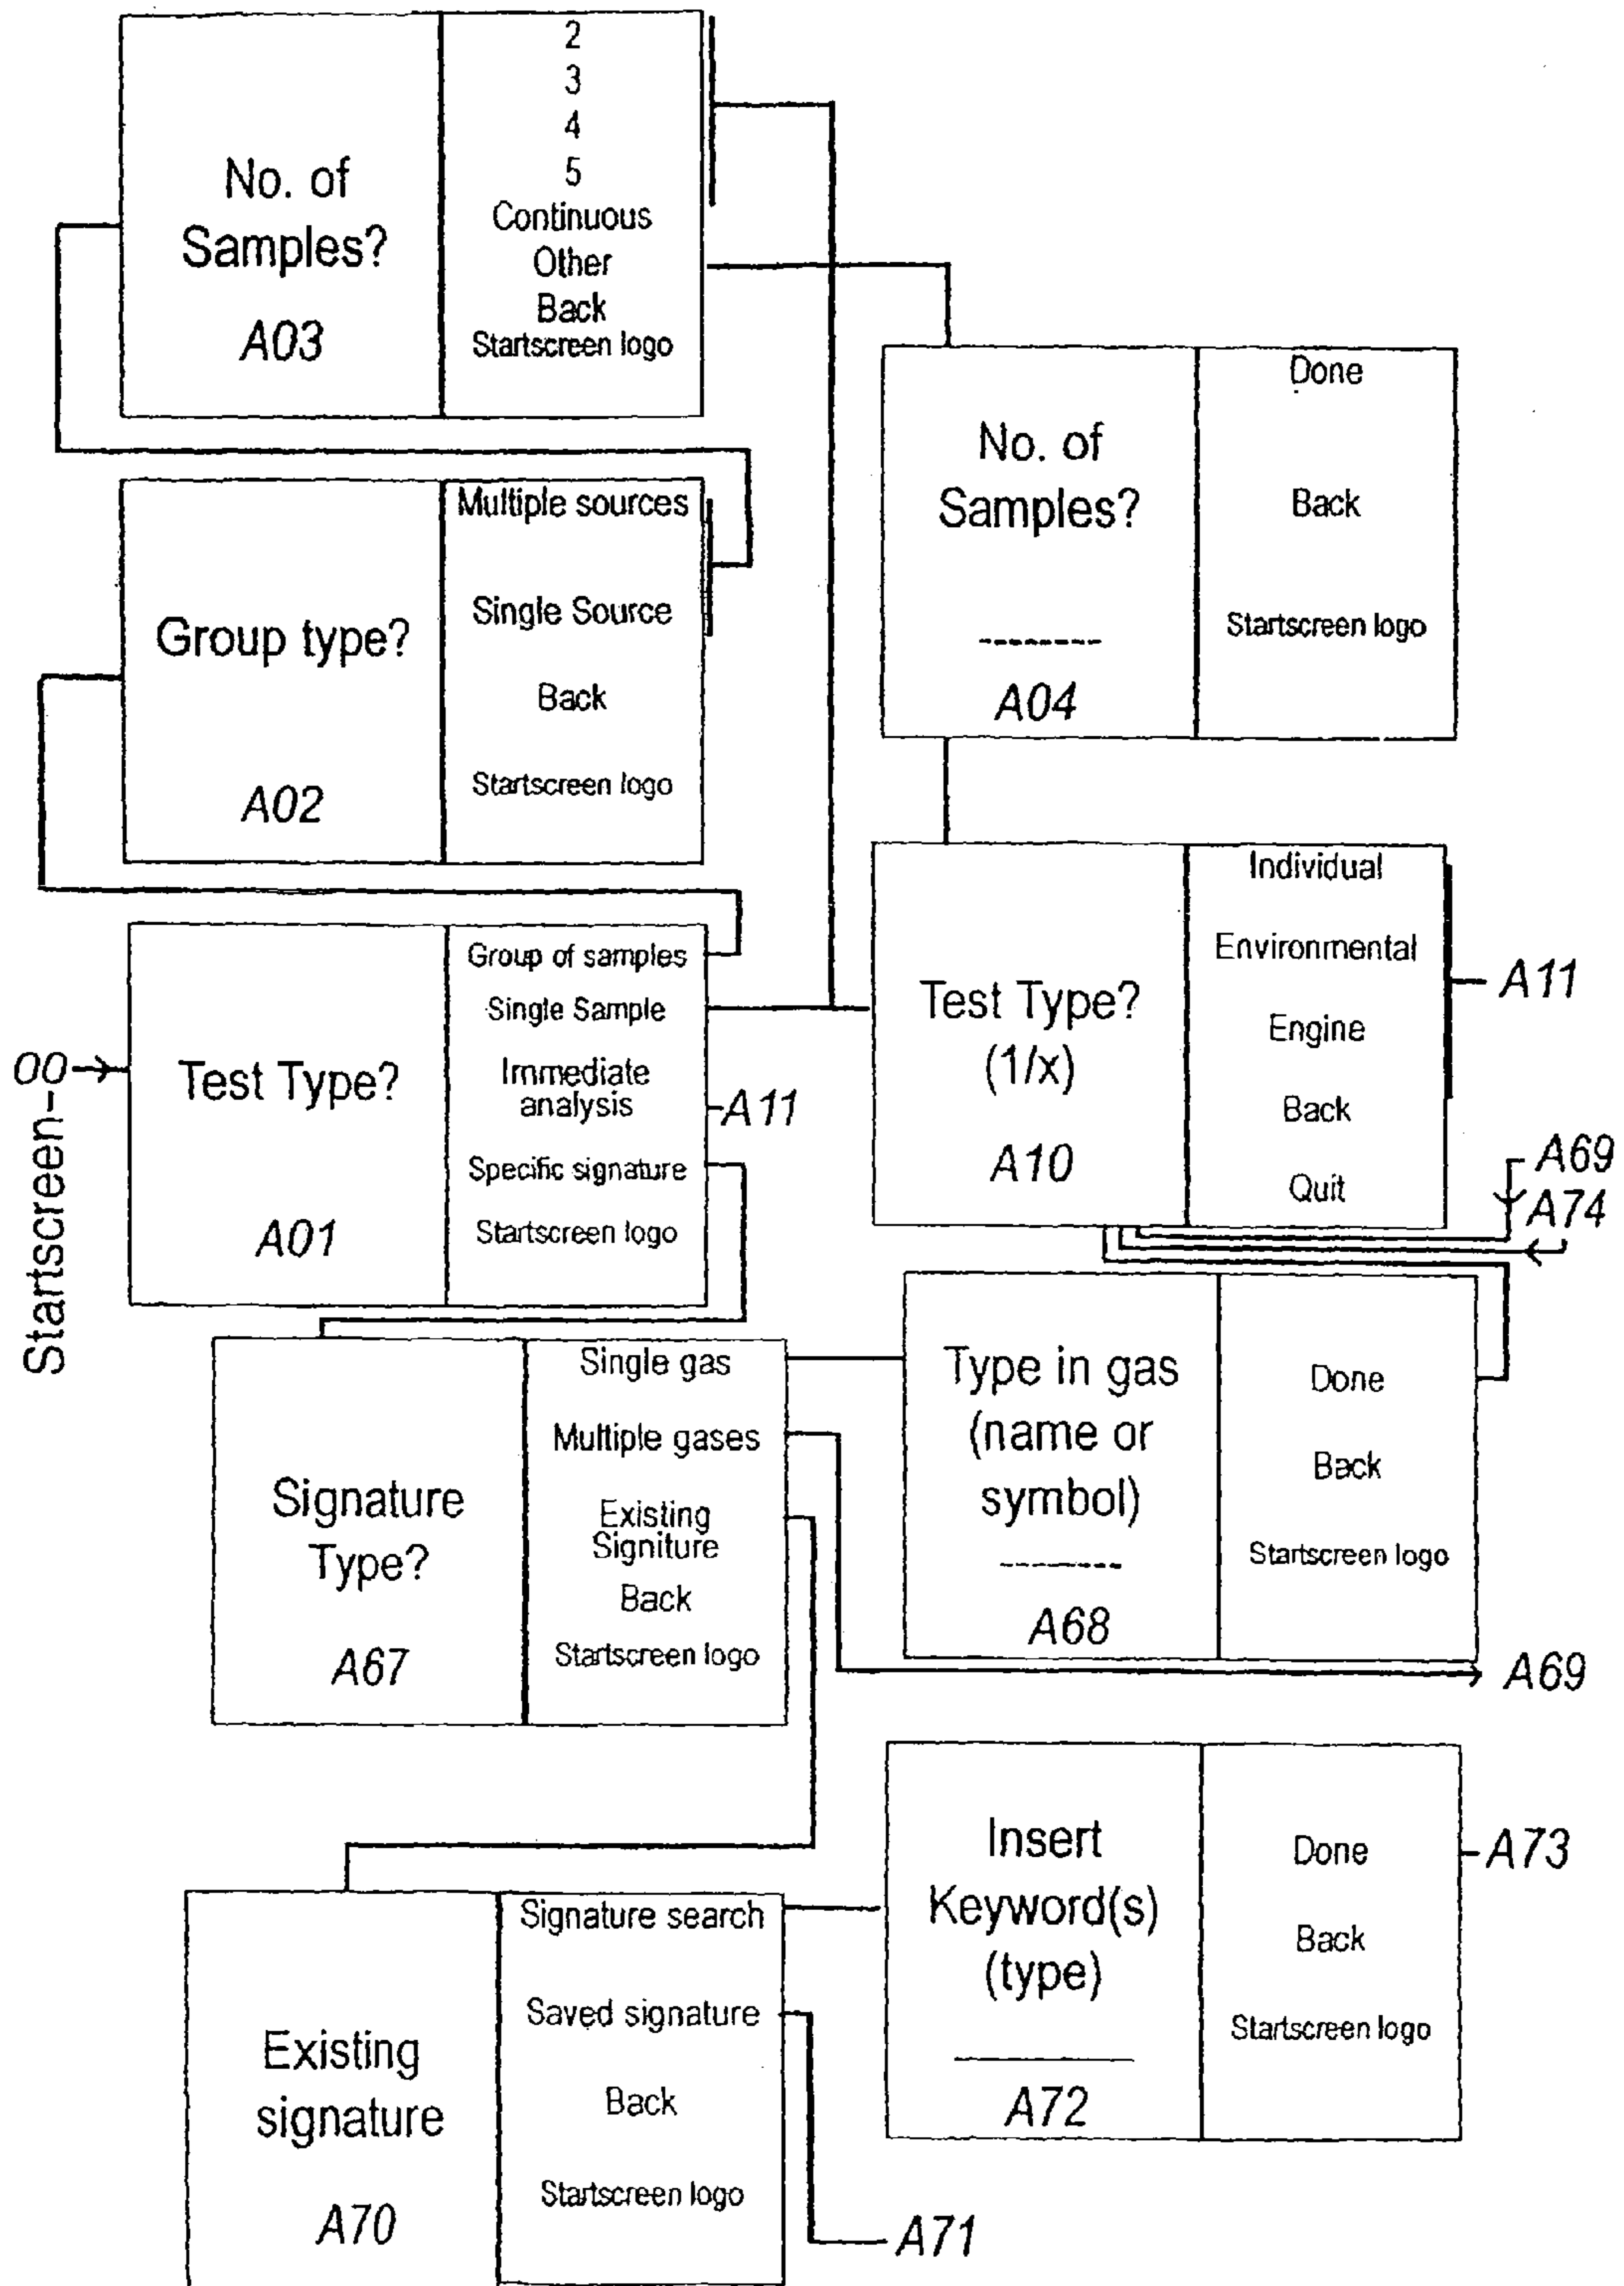 No. of
Samples?
A03
2
3
4
5
Continuous
Other
Back
Startscreen logo
No. of
Samples?
A04
Done
Back
Startscreen logo
Group type?
A02
Multiple sources
Single Source
Back
Startscreen logo
Startscreen-00
Test Type?
A01
Group of samples
Single Sample
Immediate
analysis
Specific signature
Startscreen logo
A11
Test Type?
(1/x)
A10
Individual
Environmental
Engine
Back
Quit
A11
A69
A74
Signature
Type?
A67
Single gas
Multiple gases
Existing
Signiture
Back
Startscreen logo
Type in gas
(name or
symbol)
A68
Done
Back
Startscreen logo
A69
Existing
signature
A70
Signature search
Saved signature
Back
Startscreen logo
A71
Insert
Keyword(s)
(type)
A72
Done
Back
Startscreen logo
A73